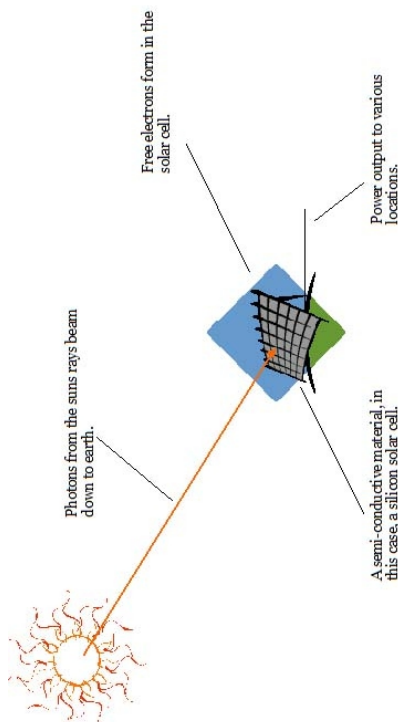 Photons from the suns rays beam
down to earth.
Free electrons form in the
solar cell.
A semi-conductive material, in
this case, a silicon solar cell.
Power output to various
locations.